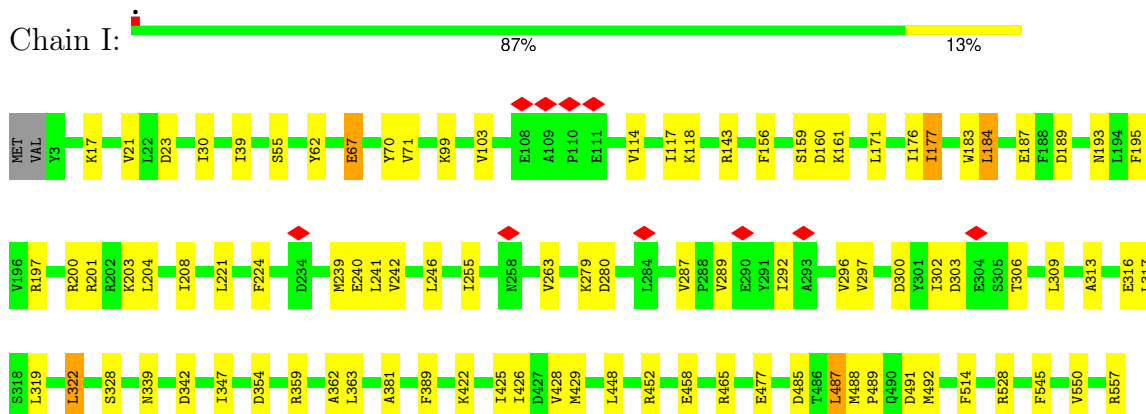 Chain I:
87% 13%
MET VAL Y3 K17 V21 L22 D23 I30 I39 S55 Y62 E67 Y70 V71 K99 V103 E108 A109 P110 E111 V114 I117 K118 R143 F156 S159 D160 K161 L171 I176 I177 W183 L184 E187 F188 D189 N193 L194 F195
V196 R197 R200 R201 R202 K203 L204 I208 L221 F224 D234 M239 E240 L241 V242 L246 I255 N258 V263 K279 D280 L284 V287 P288 V289 E290 Y291 I292 A293 V296 V297 D300 Y301 I302 D303 E304 S305 T306 L309 A313 E316 L317
S318 L319 L322 S328 N339 D342 I347 D354 R359 A362 L363 A381 F389 K422 I425 I426 D427 V428 M429 L448 R452 E458 R465 E477 D485 T486 L487 M488 P489 Q490 D491 M492 F514 R528 F545 V550 R557